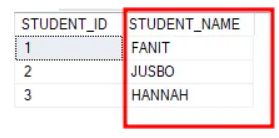 STUDENT_ID STUDENT_NAME
1 FANIT
2 JUSBO
3 HANNAH